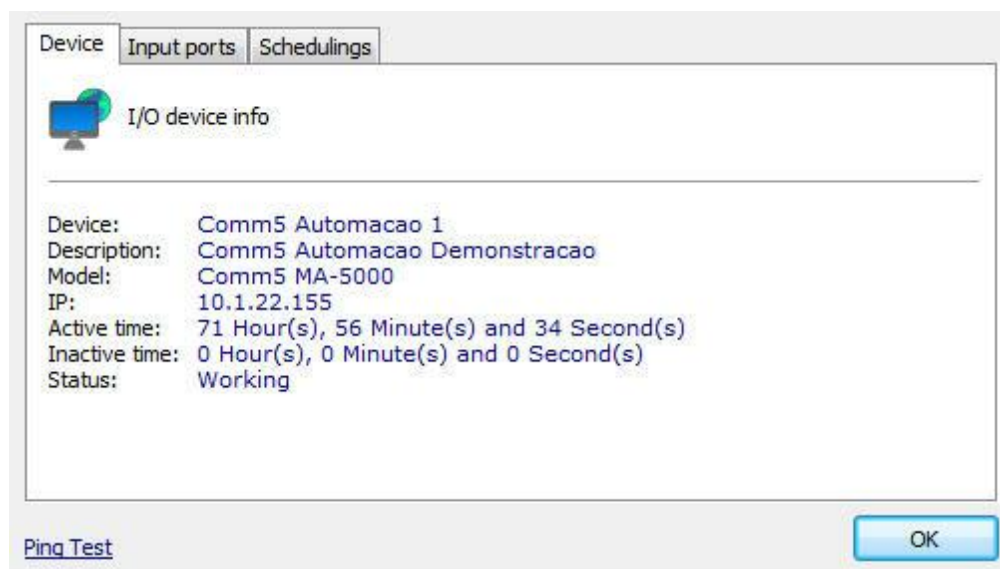 Device Input ports Schedulings
I/O device info
Device: Comm5 Automacao 1
Description: Comm5 Automacao Demonstracao
Model: Comm5 MA-5000
IP: 10.1.22.155
Active time: 71 Hour(s), 56 Minute(s) and 34 Second(s)
Inactive time: 0 Hour(s), 0 Minute(s) and 0 Second(s)
Status: Working
Ping Test OK